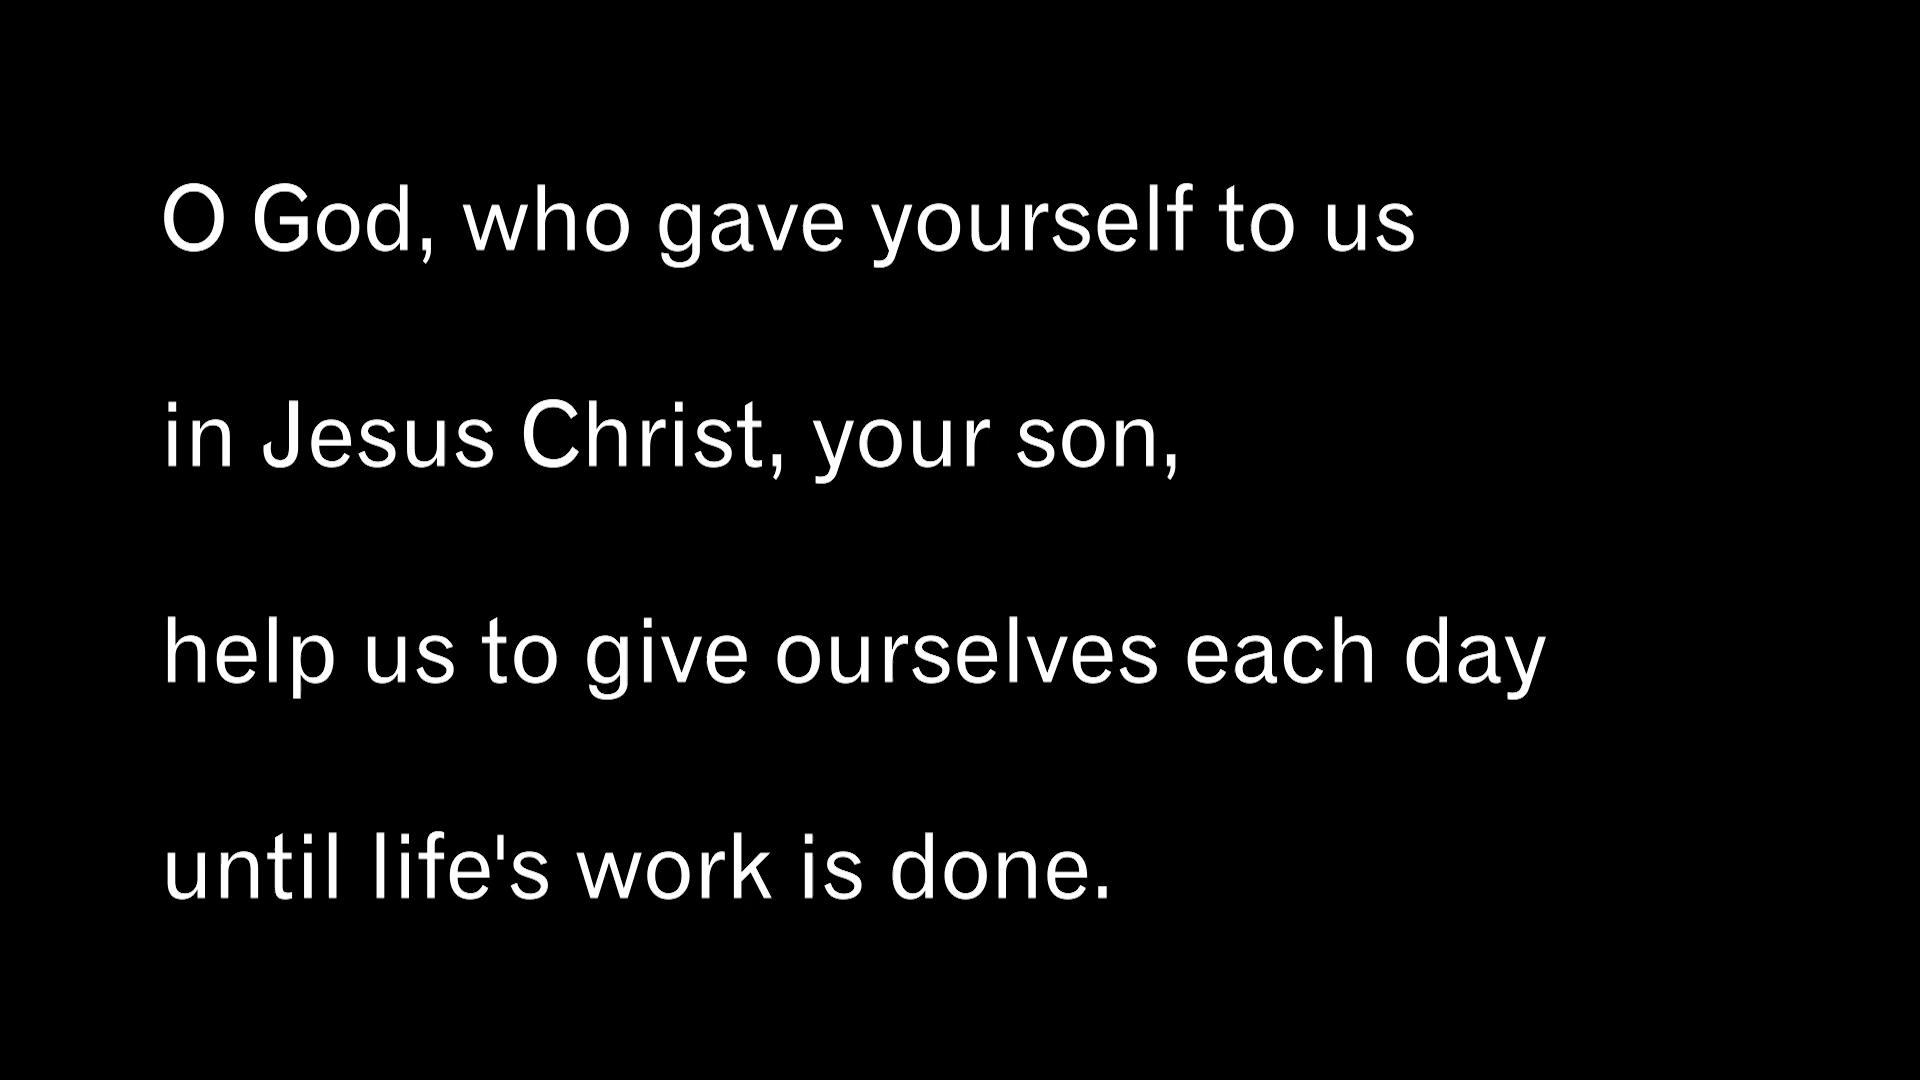 O God, who gave yourself to us
in Jesus Christ, your son,
help us to give ourselves each day
until life's work is done.